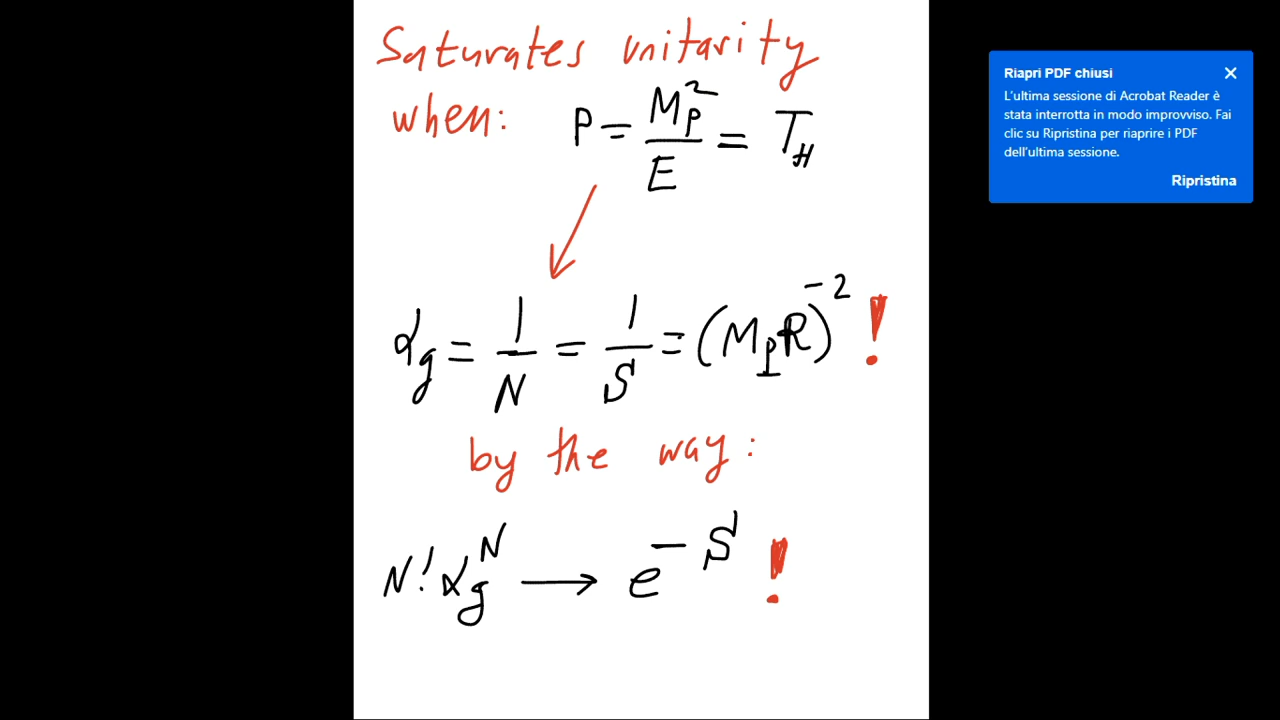 Saturates unitarity
when: P = M_P^2 / E = T_H
α_g = 1/N = 1/S = (M_P R)^-2 !
by the way:
N! α_g^N → e^-S !
Riapri PDF chiusi
L'ultima sessione di Acrobat Reader è
stata interrotta in modo improvviso. Fai
clic su Ripristina per riaprire i PDF
dell'ultima sessione.
Ripristina